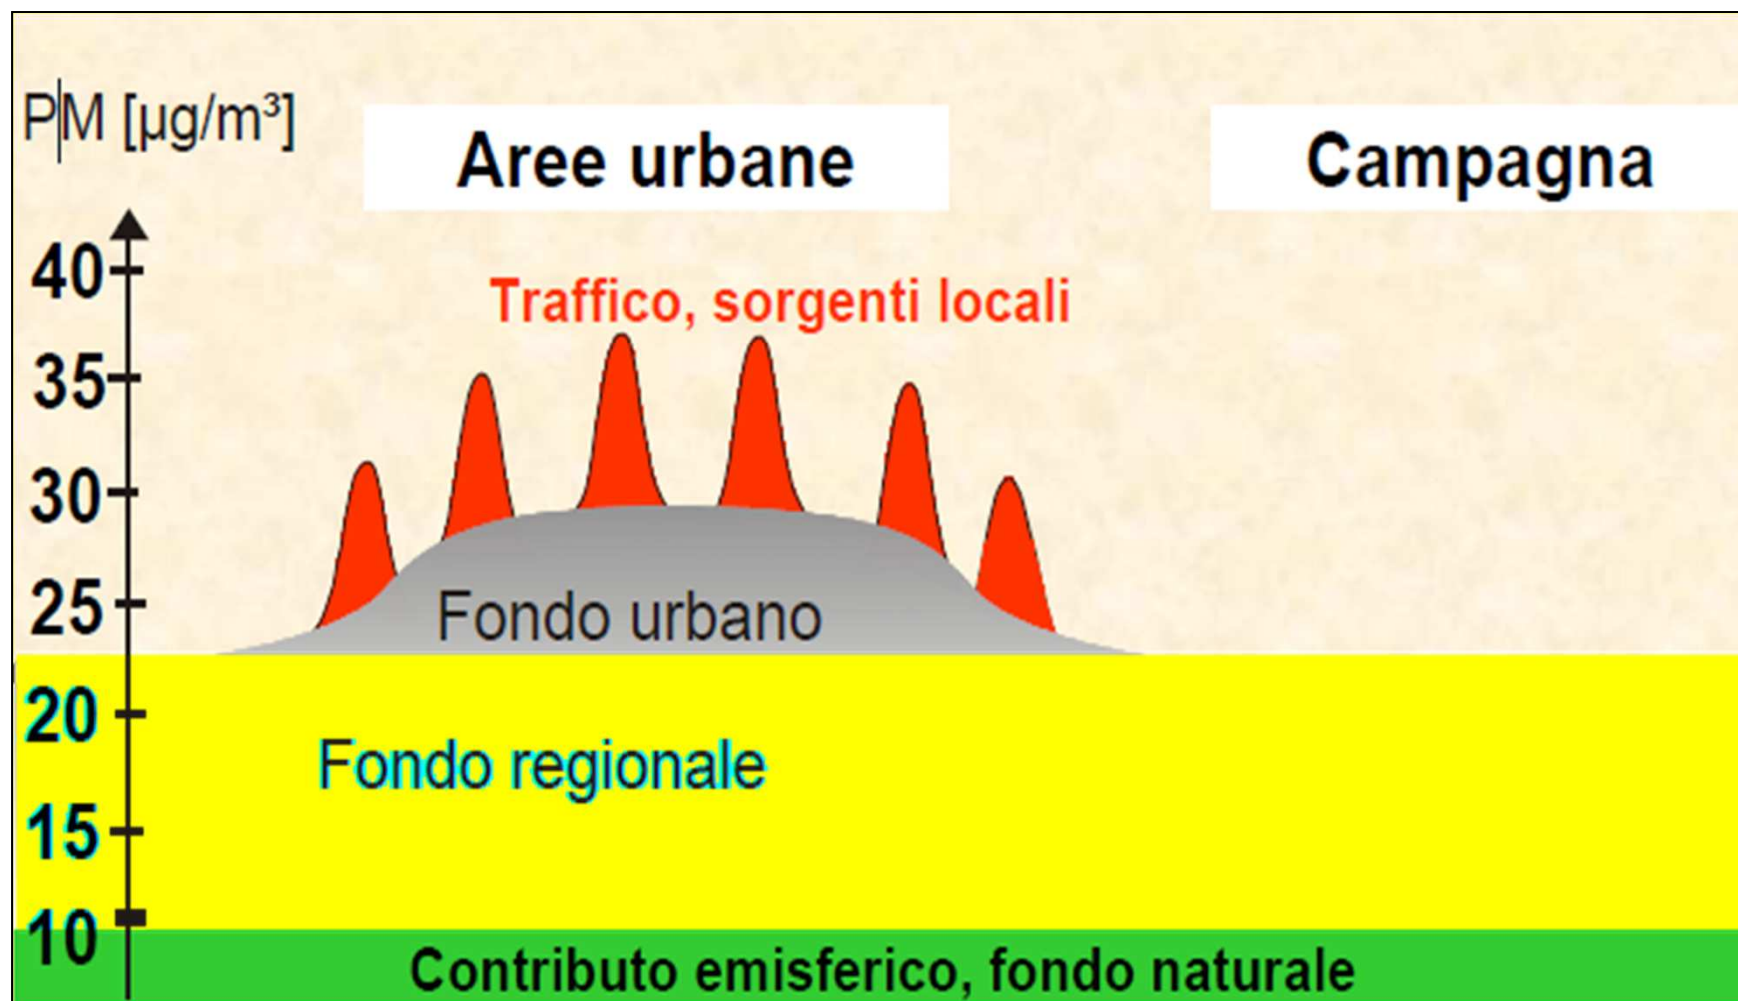 PM [µg/m³]
Aree urbane
Campagna
40
Traffico, sorgenti locali
35
30
25
Fondo urbano
20
Fondo regionale
15
10
Contributo emisferico, fondo naturale